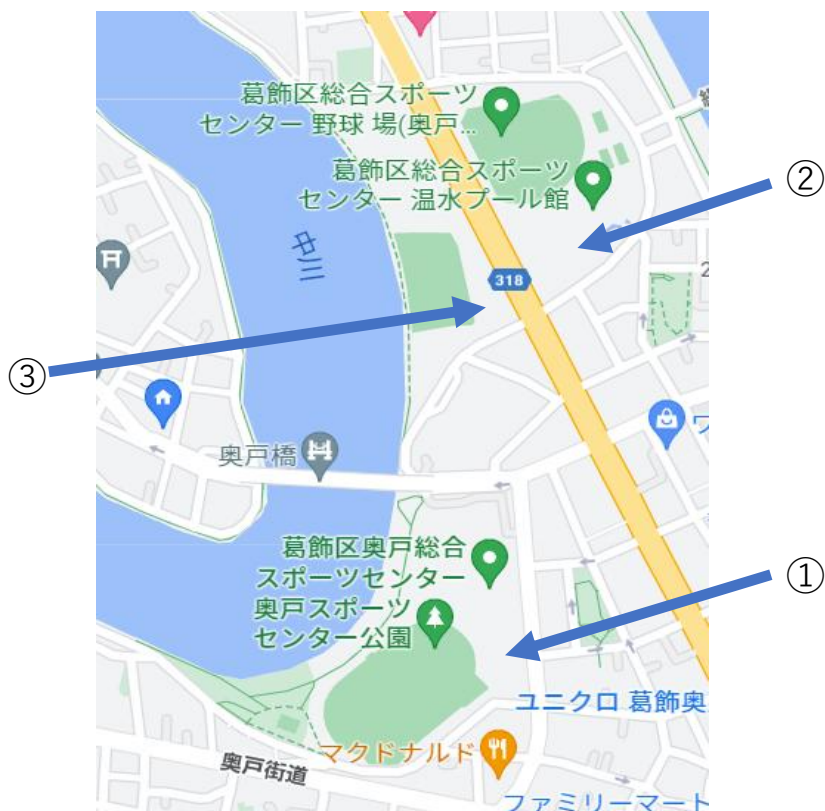 葛飾区総合スポーツ
センター 野球 場(奥戸...
葛飾区総合スポーツ
センター 温水プール館
②
中川
318
2
③
ワ
奥戸橋
葛飾区奥戸総合
スポーツセンター
奥戸スポーツ
センター公園
①
ユニクロ 葛飾奥
マクドナルド
奥戸街道
ファミリーマート